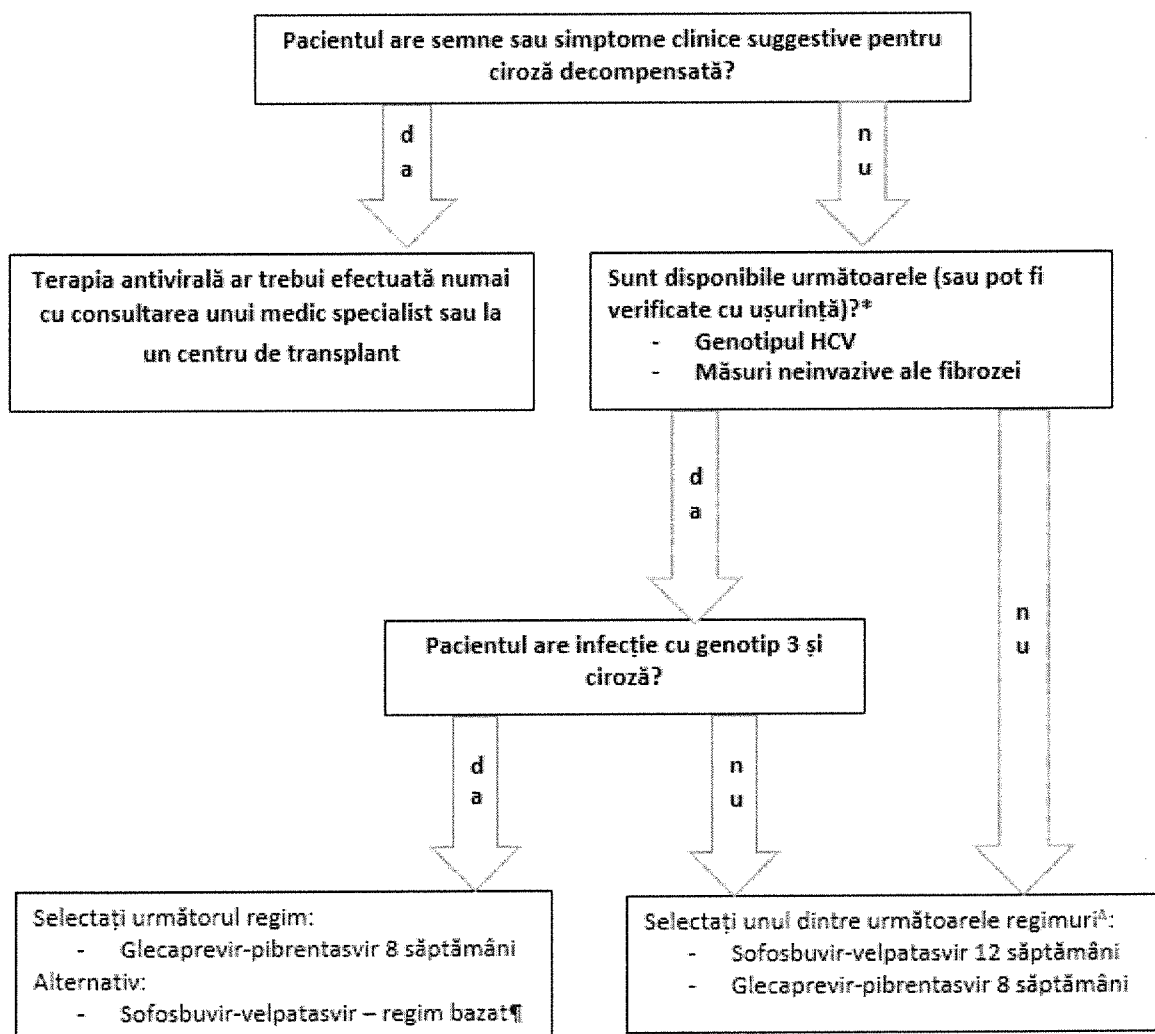 Pacientul are semne sau simptome clinice suggestive pentru
ciroză decompensată?
d
a
n
u
Terapia antivirală ar trebui efectuată numai
cu consultarea unui medic specialist sau la
un centru de transplant
Sunt disponibile următoarele (sau pot fi
verificate cu ușurință)?*
- Genotipul HCV
- Măsuri neinvazive ale fibrozei
d
a
n
u
Pacientul are infecție cu genotip 3 și
ciroză?
d
a
n
u
Selectați următorul regim:
- Glecaprevir-pibrentasvir 8 săptămâni
Alternativ:
- Sofosbuvir-velpatasvir – regim bazat¶
Selectați unul dintre următoarele regimuriΔ:
- Sofosbuvir-velpatasvir 12 săptămâni
- Glecaprevir-pibrentasvir 8 săptămâni